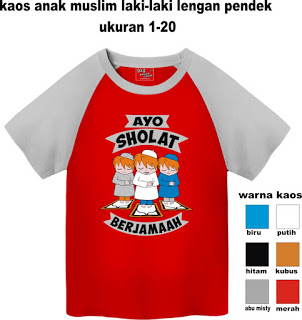 kaos anak muslim laki-laki lengan pendek
ukuran 1-20
AYO
SHOLAT
BERJAMAAH
warna kaos
biru
putih
hitam
kubus
abu misty
merah